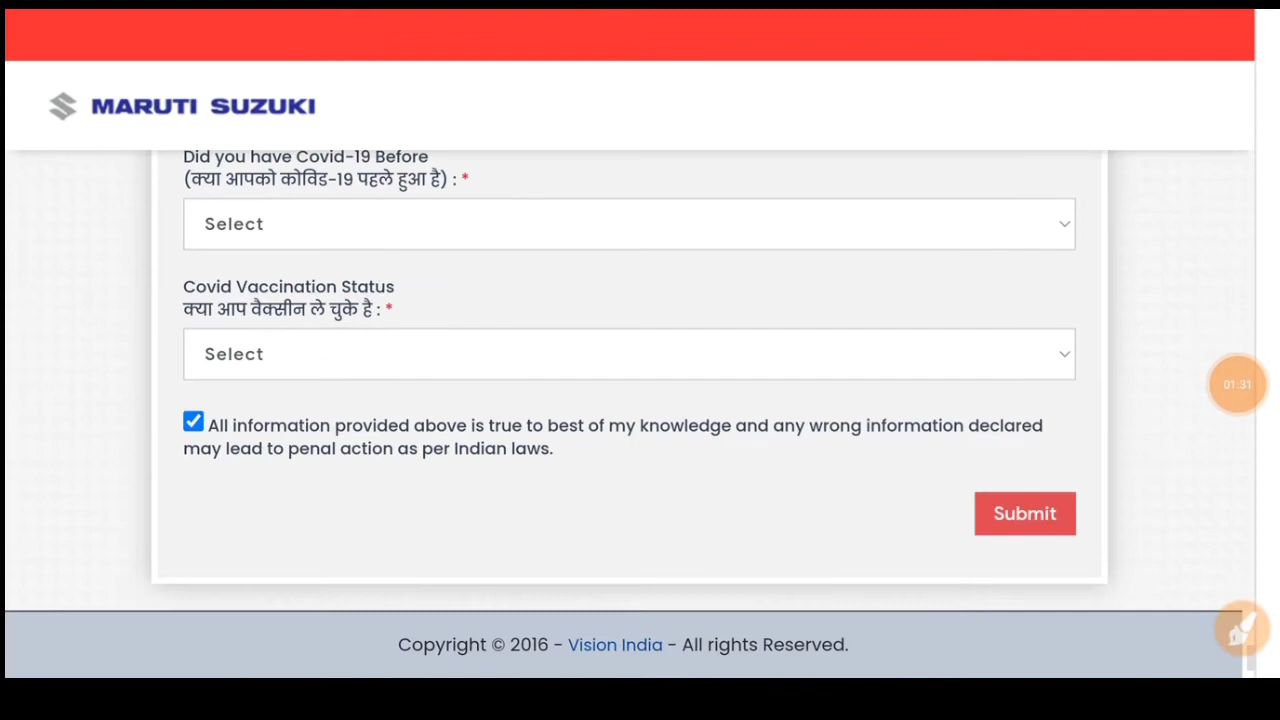 MARUTI SUZUKI
Did you have Covid-19 Before
(क्या आपको कोविड-19 पहले हुआ है) : *
Select
Covid Vaccination Status
क्या आप वैक्सीन ले चुके है : *
Select
01:31
All information provided above is true to best of my knowledge and any wrong information declared
may lead to penal action as per Indian laws.
Submit
Copyright © 2016 - Vision India - All rights Reserved.